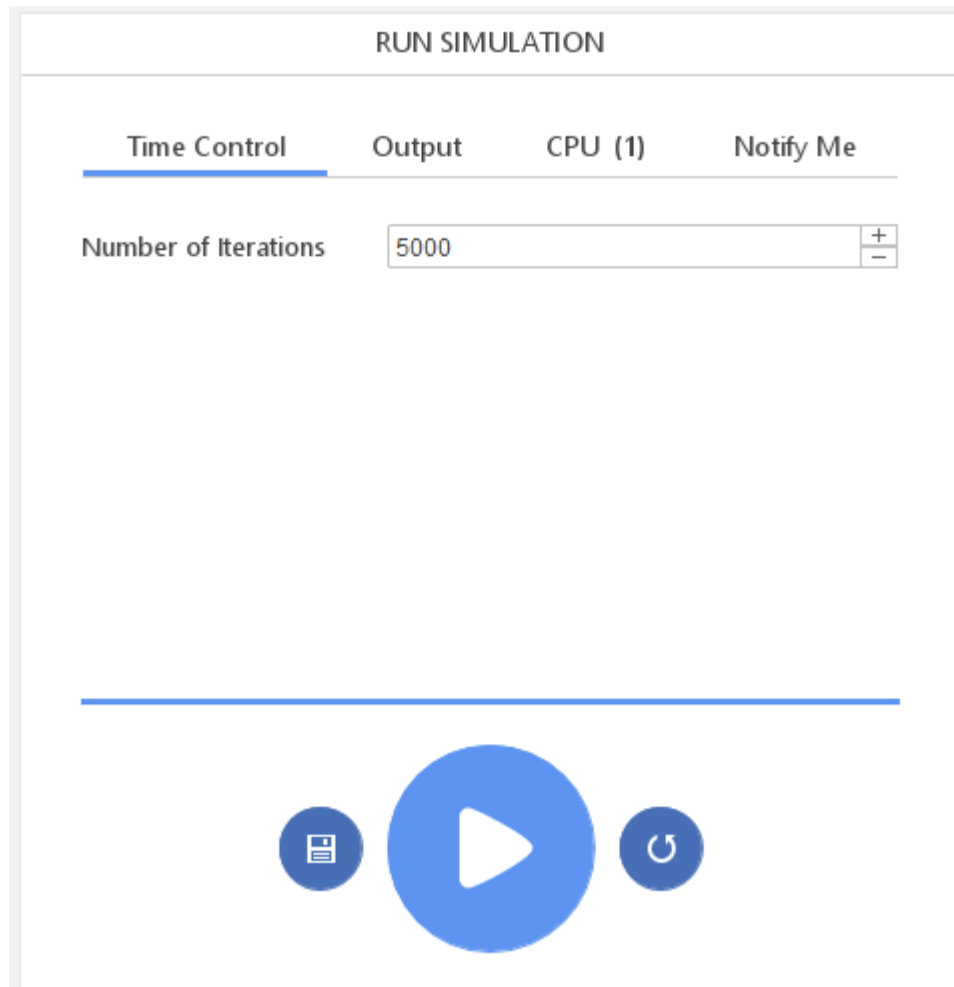 RUN SIMULATION
Time Control Output CPU (1) Notify Me
Number of Iterations 5000 +
−